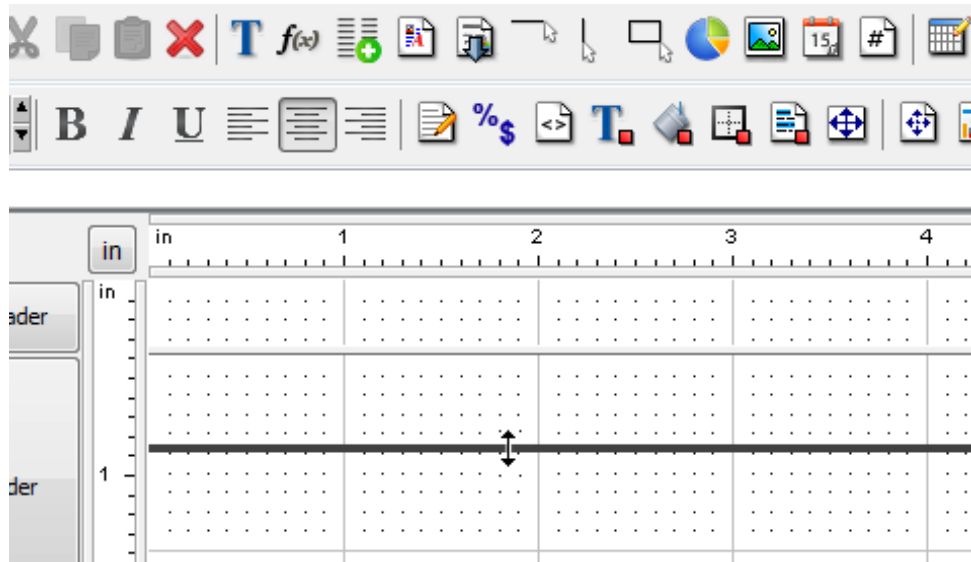 T f(x) 15 #
B I U % $ <> T
in
in 1 2 3 4
in
ader
1
der